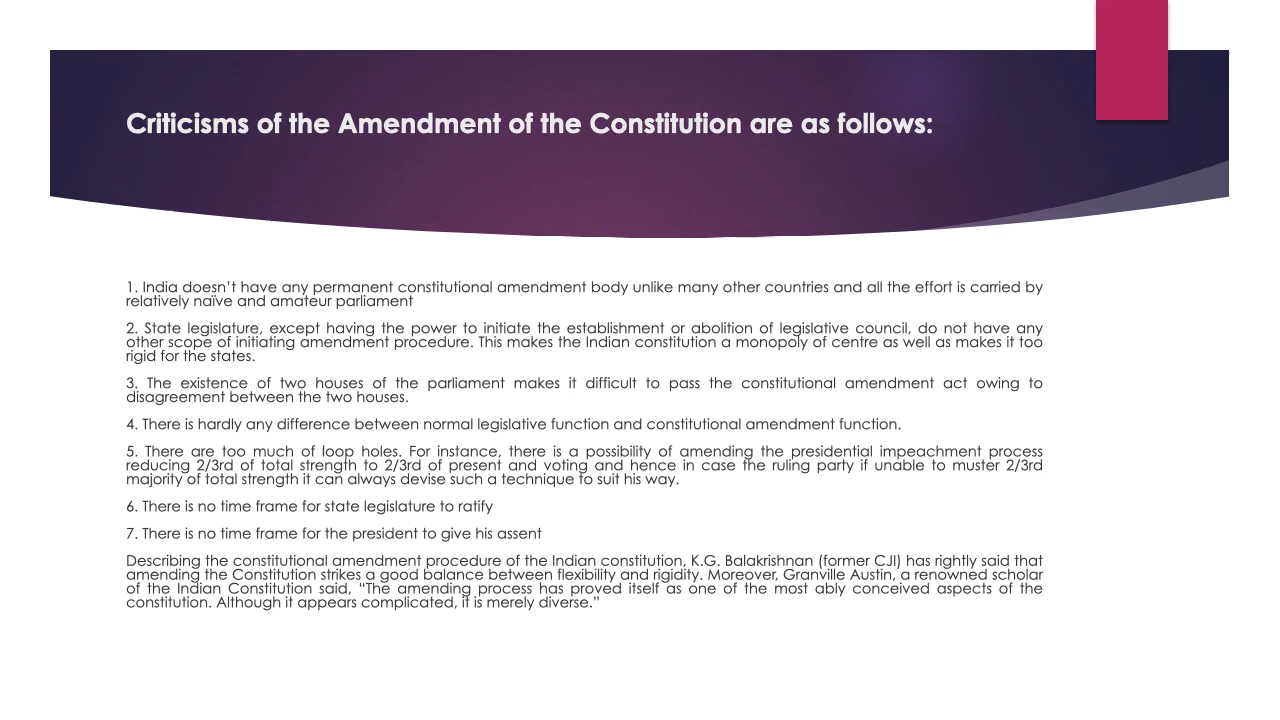 Criticisms of the Amendment of the Constitution are as follows:
1. India doesn’t have any permanent constitutional amendment body unlike many other countries and all the effort is carried by
relatively naïve and amateur parliament
2. State legislature, except having the power to initiate the establishment or abolition of legislative council, do not have any
other scope of initiating amendment procedure. This makes the Indian constitution a monopoly of centre as well as makes it too
rigid for the states.
3. The existence of two houses of the parliament makes it difficult to pass the constitutional amendment act owing to
disagreement between the two houses.
4. There is hardly any difference between normal legislative function and constitutional amendment function.
5. There are too much of loop holes. For instance, there is a possibility of amending the presidential impeachment process
reducing 2/3rd of total strength to 2/3rd of present and voting and hence in case the ruling party if unable to muster 2/3rd
majority of total strength it can always devise such a technique to suit his way.
6. There is no time frame for state legislature to ratify
7. There is no time frame for the president to give his assent
Describing the constitutional amendment procedure of the Indian constitution, K.G. Balakrishnan (former CJI) has rightly said that
amending the Constitution strikes a good balance between flexibility and rigidity. Moreover, Granville Austin, a renowned scholar
of the Indian Constitution said, “The amending process has proved itself as one of the most ably conceived aspects of the
constitution. Although it appears complicated, it is merely diverse.”